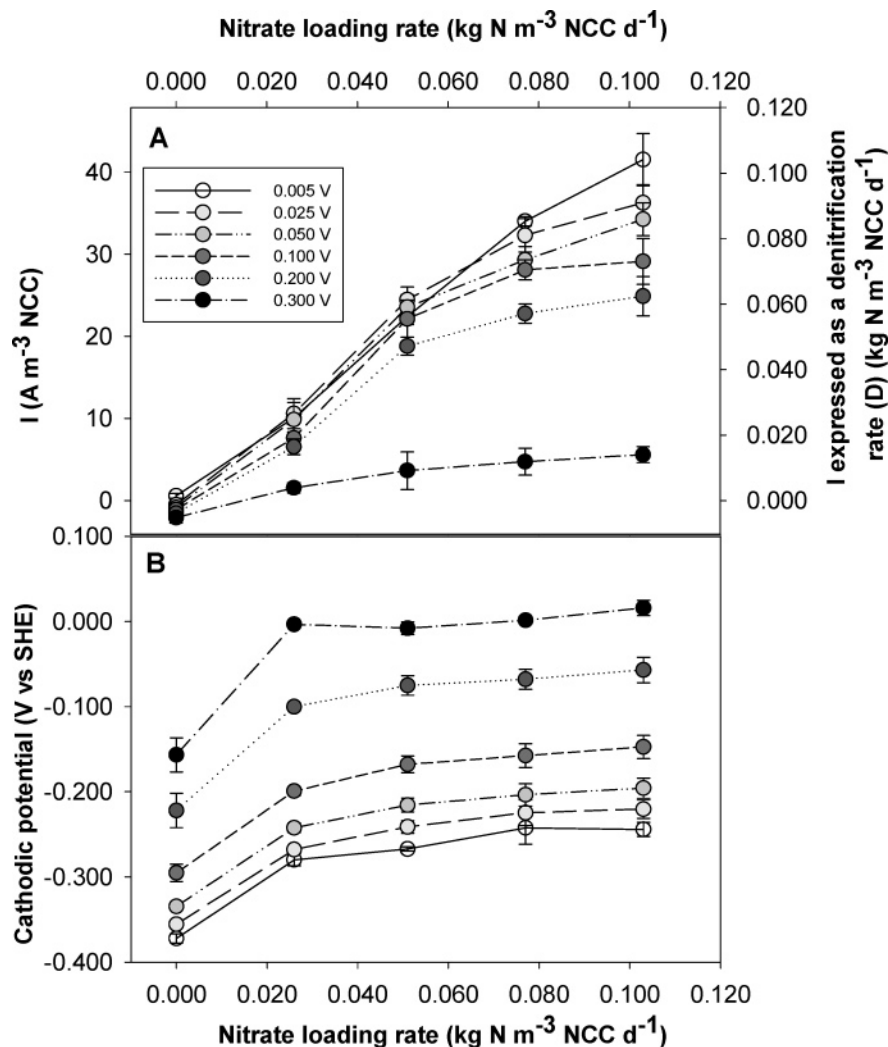 Nitrate loading rate (kg N m⁻³ NCC d⁻¹)
0.000 0.020 0.040 0.060 0.080 0.100 0.120
A
0.005 V
0.025 V
0.050 V
0.100 V
0.200 V
0.300 V
40
30
20
10
0
I (A m⁻³ NCC)
0.120
0.100
0.080
0.060
0.040
0.020
0.000
I expressed as a denitrification
rate (D) (kg N m⁻³ NCC d⁻¹)
B
0.100
0.000
-0.100
-0.200
-0.300
-0.400
Cathodic potential (V vs SHE)
0.000 0.020 0.040 0.060 0.080 0.100 0.120
Nitrate loading rate (kg N m⁻³ NCC d⁻¹)